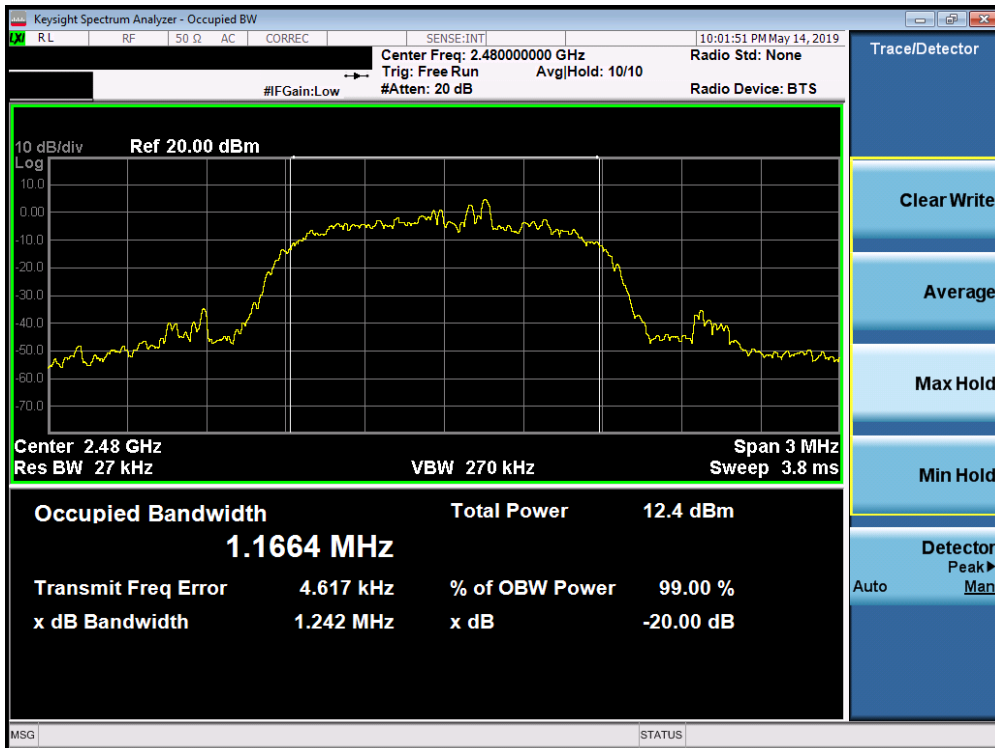 Keysight Spectrum Analyzer - Occupied BW
LXI RL RF 50 Ω AC CORREC SENSE:INT 10:01:51 PM May 14, 2019
Center Freq: 2.480000000 GHz Radio Std: None
Trig: Free Run Avg|Hold: 10/10
#IFGain:Low #Atten: 20 dB Radio Device: BTS
10 dB/div Ref 20.00 dBm
Log
10.0
0.00
-10.0
-20.0
-30.0
-40.0
-50.0
-60.0
-70.0
Center 2.48 GHz Span 3 MHz
Res BW 27 kHz VBW 270 kHz Sweep 3.8 ms
Occupied Bandwidth Total Power 12.4 dBm
1.1664 MHz
Transmit Freq Error 4.617 kHz % of OBW Power 99.00 %
x dB Bandwidth 1.242 MHz x dB -20.00 dB
MSG STATUS
Trace/Detector
Clear Write
Average
Max Hold
Min Hold
Detector
Peak▶
Auto Man